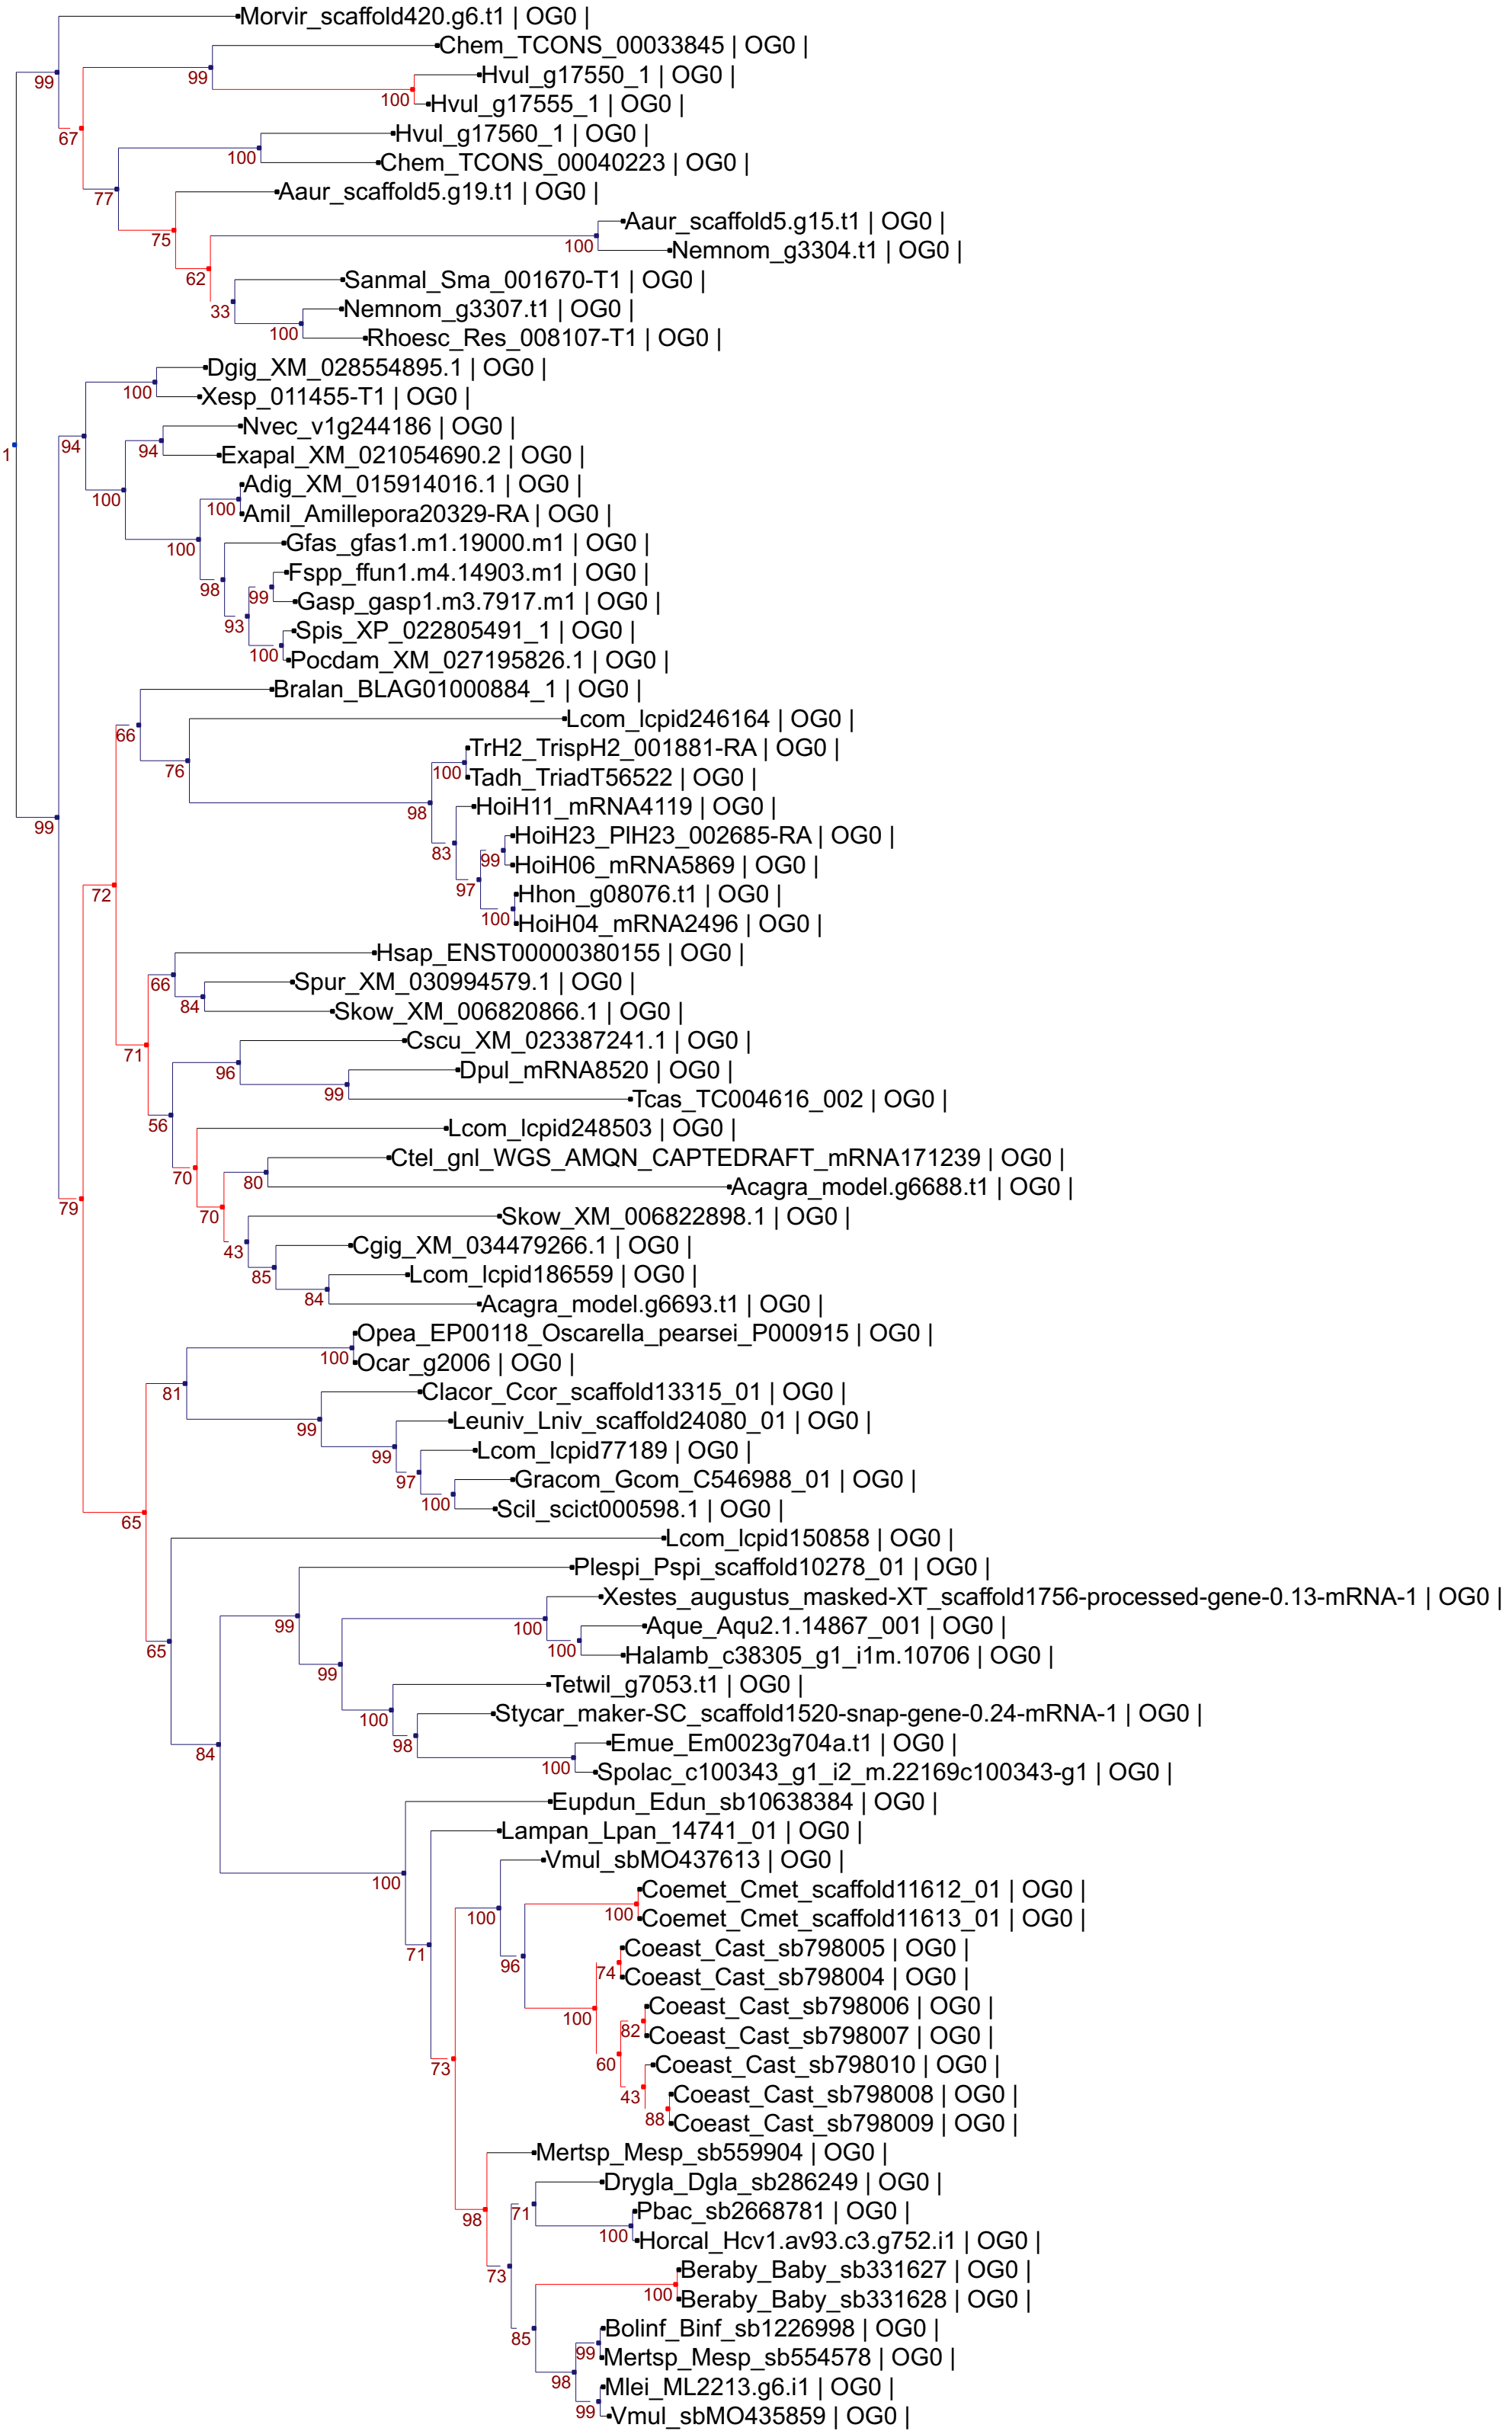 Morvir_scaffold420.g6.t1 | OG0 |
Chem_TCONS_00033845 | OG0 |
99
99
Hvul_g17550_1 | OG0 |
100
Hvul_g17555_1 | OG0 |
67
Hvul_g17560_1 | OG0 |
100
Chem_TCONS_00040223 | OG0 |
77
Aaur_scaffold5.g19.t1 | OG0 |
Aaur_scaffold5.g15.t1 | OG0 |
75
100
Nemnom_g3304.t1 | OG0 |
62
Sanmal_Sma_001670-T1 | OG0 |
33
Nemnom_g3307.t1 | OG0 |
100
Rhoesc_Res_008107-T1 | OG0 |
Dgig_XM_028554895.1 | OG0 |
100
Xesp_011455-T1 | OG0 |
Nvec_v1g244186 | OG0 |
94
94
1
Exapal_XM_021054690.2 | OG0 |
Adig_XM_015914016.1 | OG0 |
100
100
Amil_Amillepora20329-RA | OG0 |
Gfas_gfas1.m1.19000.m1 | OG0 |
100
Fspp_ffun1.m4.14903.m1 | OG0 |
98
99
Gasp_gasp1.m3.7917.m1 | OG0 |
93
Spis_XP_022805491_1 | OG0 |
100
Pocdam_XM_027195826.1 | OG0 |
Bralan_BLAG01000884_1 | OG0 |
Lcom_lcpid246164 | OG0 |
66
TrH2_TrispH2_001881-RA | OG0 |
76
100
Tadh_TriadT56522 | OG0 |
98
HoiH11_mRNA4119 | OG0 |
99
HoiH23_PlH23_002685-RA | OG0 |
83
99
HoiH06_mRNA5869 | OG0 |
97
72
Hhon_g08076.t1 | OG0 |
100
HoiH04_mRNA2496 | OG0 |
Hsap_ENST00000380155 | OG0 |
66
Spur_XM_030994579.1 | OG0 |
84
Skow_XM_006820866.1 | OG0 |
71
Cscu_XM_023387241.1 | OG0 |
96
Dpul_mRNA8520 | OG0 |
99
Tcas_TC004616_002 | OG0 |
56
Lcom_lcpid248503 | OG0 |
Ctel_gnl_WGS_AMQN_CAPTEDRAFT_mRNA171239 | OG0 |
70
80
Acagra_model.g6688.t1 | OG0 |
79
70
Skow_XM_006822898.1 | OG0 |
43
Cgig_XM_034479266.1 | OG0 |
85
Lcom_lcpid186559 | OG0 |
84
Acagra_model.g6693.t1 | OG0 |
Opea_EP00118_Oscarella_pearsei_P000915 | OG0 |
100
Ocar_g2006 | OG0 |
81
Clacor_Ccor_scaffold13315_01 | OG0 |
99
Leuniv_Lniv_scaffold24080_01 | OG0 |
99
Lcom_lcpid77189 | OG0 |
97
Gracom_Gcom_C546988_01 | OG0 |
100
Scil_scict000598.1 | OG0 |
65
Lcom_lcpid150858 | OG0 |
Plespi_Pspi_scaffold10278_01 | OG0 |
Xestes_augustus_masked-XT_scaffold1756-processed-gene-0.13-mRNA-1 | OG0 |
99
100
Aque_Aqu2.1.14867_001 | OG0 |
65
100
Halamb_c38305_g1_i1m.10706 | OG0 |
99
Tetwil_g7053.t1 | OG0 |
Stycar_maker-SC_scaffold1520-snap-gene-0.24-mRNA-1 | OG0 |
100
98
Emue_Em0023g704a.t1 | OG0 |
84
100
Spolac_c100343_g1_i2_m.22169c100343-g1 | OG0 |
Eupdun_Edun_sb10638384 | OG0 |
Lampan_Lpan_14741_01 | OG0 |
Vmul_sbMO437613 | OG0 |
100
Coemet_Cmet_scaffold11612_01 | OG0 |
100
100
Coemet_Cmet_scaffold11613_01 | OG0 |
Coeast_Cast_sb798005 | OG0 |
71
96
74
Coeast_Cast_sb798004 | OG0 |
Coeast_Cast_sb798006 | OG0 |
100
82
Coeast_Cast_sb798007 | OG0 |
73
60
Coeast_Cast_sb798010 | OG0 |
43
Coeast_Cast_sb798008 | OG0 |
88
Coeast_Cast_sb798009 | OG0 |
Mertsp_Mesp_sb559904 | OG0 |
Drygla_Dgla_sb286249 | OG0 |
98
71
Pbac_sb2668781 | OG0 |
100
Horcal_Hcv1.av93.c3.g752.i1 | OG0 |
73
Beraby_Baby_sb331627 | OG0 |
100
Beraby_Baby_sb331628 | OG0 |
Bolinf_Binf_sb1226998 | OG0 |
85
99
Mertsp_Mesp_sb554578 | OG0 |
98
Mlei_ML2213.g6.i1 | OG0 |
99
Vmul_sbMO435859 | OG0 |